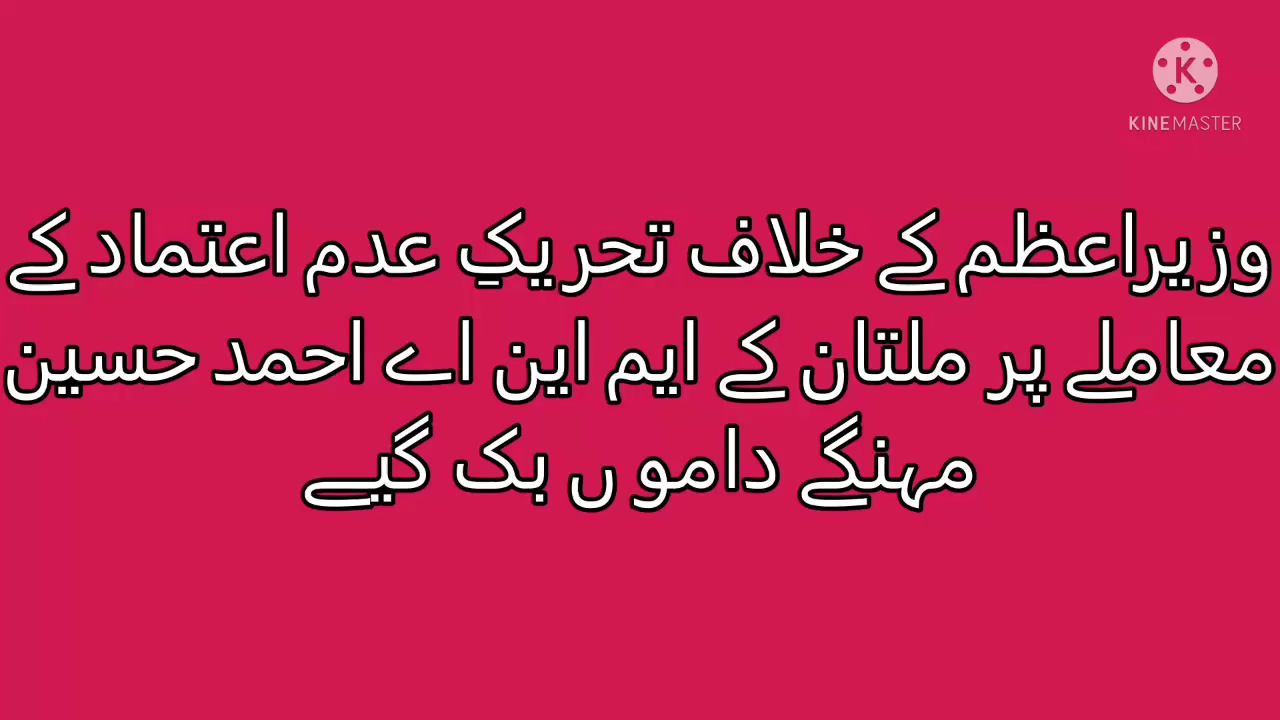 KINEMASTER
وزیراعظم کے خلاف تحریکِ عدم اعتماد کے
معاملے پر ملتان کے ایم این اے احمد حسین
مہنگے دامو ں بک گیے